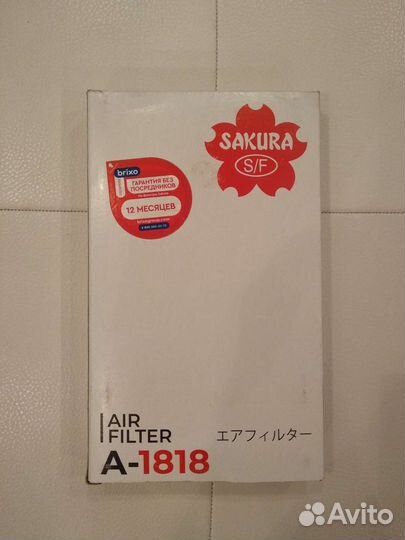 SAKURA
S/F
brixo
ГАРАНТИЯ БЕЗ
ПОСРЕДНИКОВ
12 МЕСЯЦЕВ
AIR
FILTER
エアフィルター
A-1818
Avito